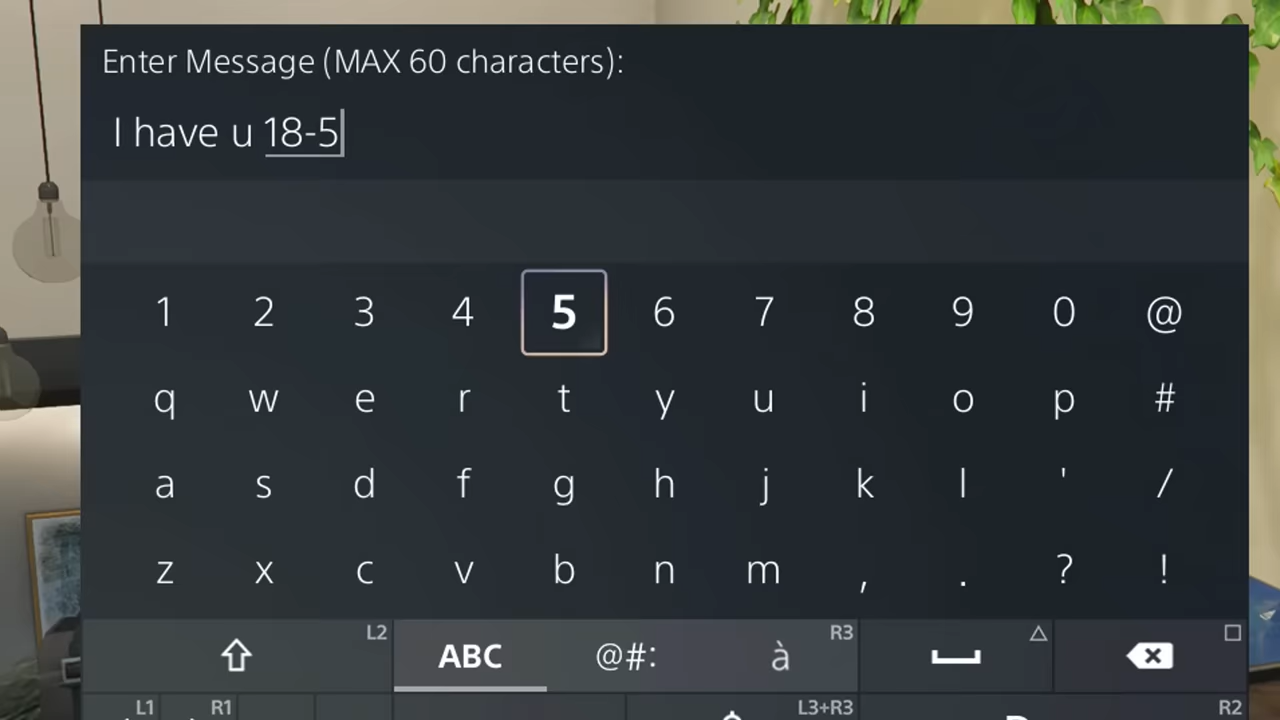 Enter Message (MAX 60 characters):
I have u 18-5
1 2 3 4 5 6 7 8 9 0 @
q w e r t y u i o p #
a s d f g h j k l ' /
z x c v b n m , . ? !
L2 ABC @#: à R3
L1 R1 L3+R3 R2